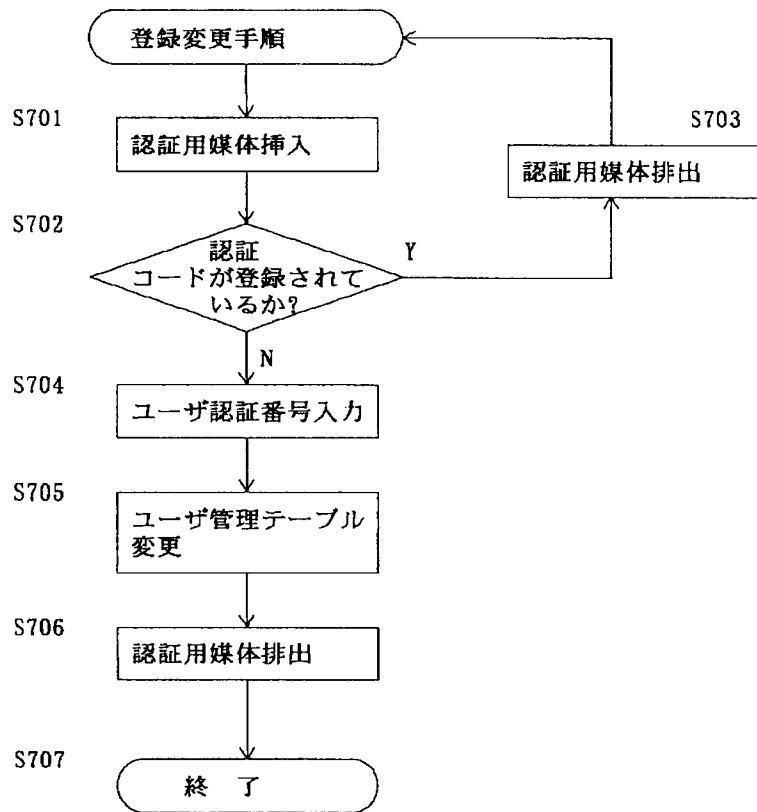 登録変更手順
S701
認証用媒体挿入
S703
認証用媒体排出
S702
認証
コードが登録されて
いるか?
Y
N
S704
ユーザ認証番号入力
S705
ユーザ管理テーブル
変更
S706
認証用媒体排出
S707
終 了